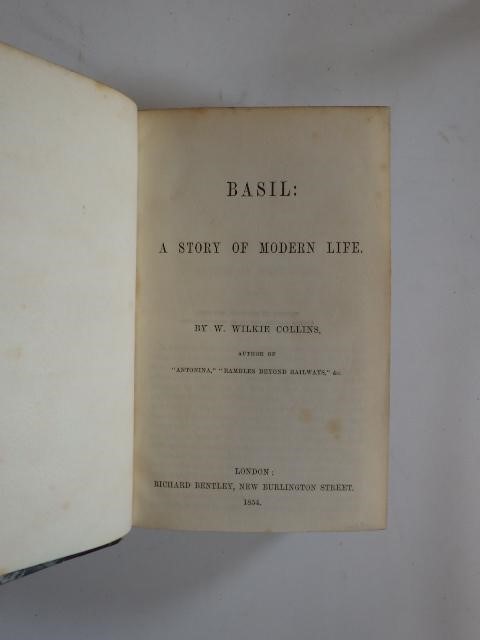 BASIL:
A STORY OF MODERN LIFE.
BY W. WILKIE COLLINS,
AUTHOR OF
"ANTONINA," "RAMBLES BEYOND RAILWAYS," &c.
LONDON:
RICHARD BENTLEY, NEW BURLINGTON STREET.
1854.